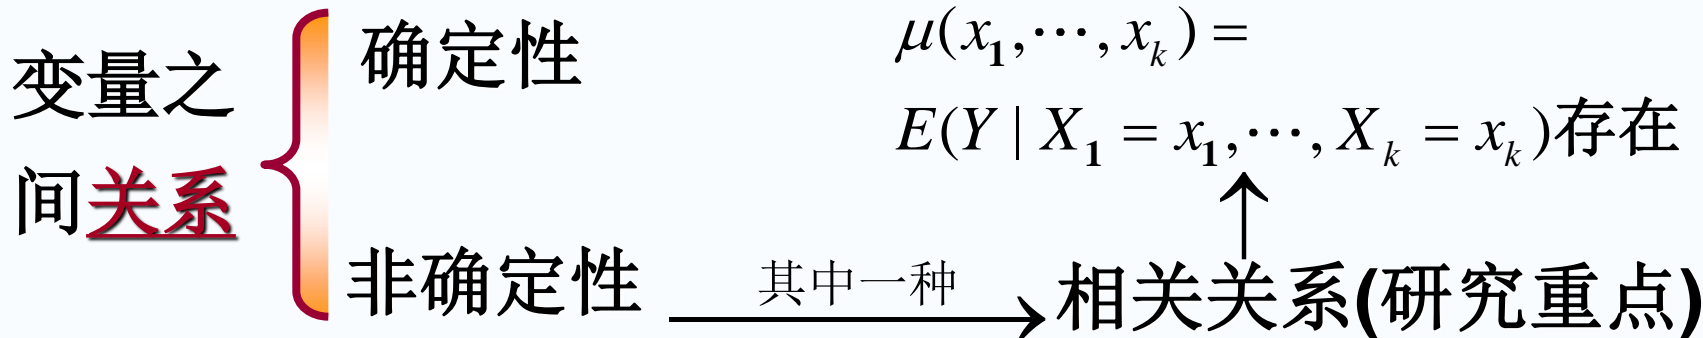 变量之
间关系
确定性
非确定性
其中一种
相关关系(研究重点)
μ(x₁,⋯,xₖ) =
E(Y | X₁ = x₁,⋯, Xₖ = xₖ)存在